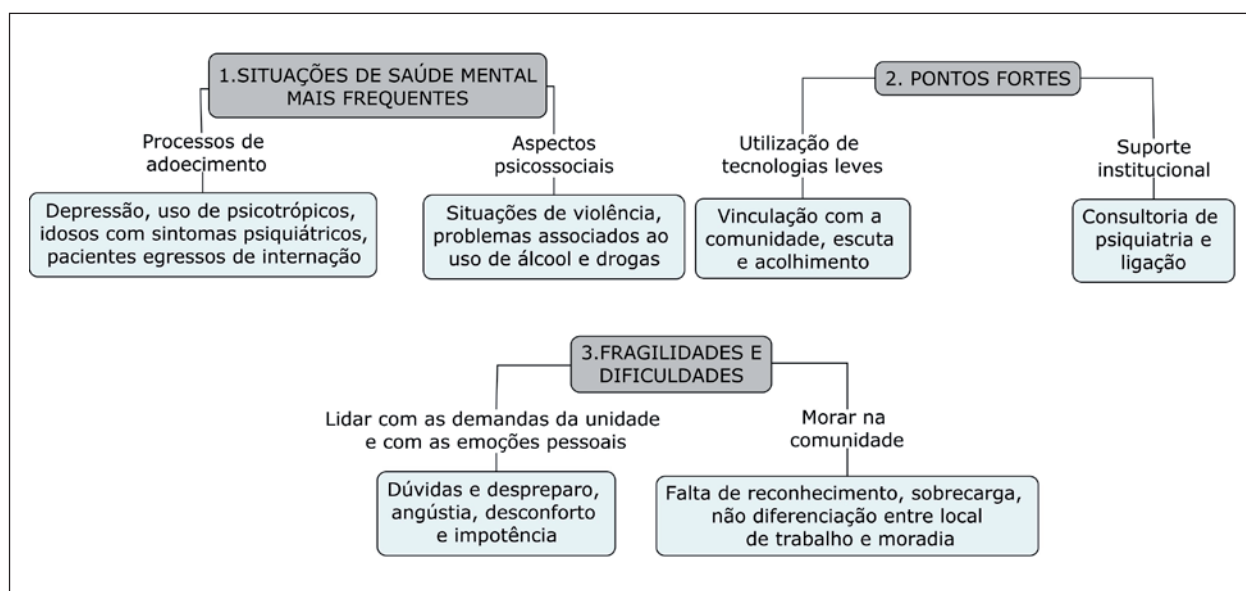 1.SITUAÇÕES DE SAÚDE MENTAL
MAIS FREQUENTES
Processos de
adoecimento
Depressão, uso de psicotrópicos,
idosos com sintomas psiquiátricos,
pacientes egressos de internação
Aspectos
psicossociais
Situações de violência,
problemas associados ao
uso de álcool e drogas
2. PONTOS FORTES
Utilização de
tecnologias leves
Vinculação com a
comunidade, escuta
e acolhimento
Suporte
institucional
Consultoria de
psiquiatria e
ligação
3.FRAGILIDADES E
DIFICULDADES
Lidar com as demandas da unidade
e com as emoções pessoais
Dúvidas e despreparo,
angústia, desconforto
e impotência
Morar na
comunidade
Falta de reconhecimento, sobrecarga,
não diferenciação entre local
de trabalho e moradia